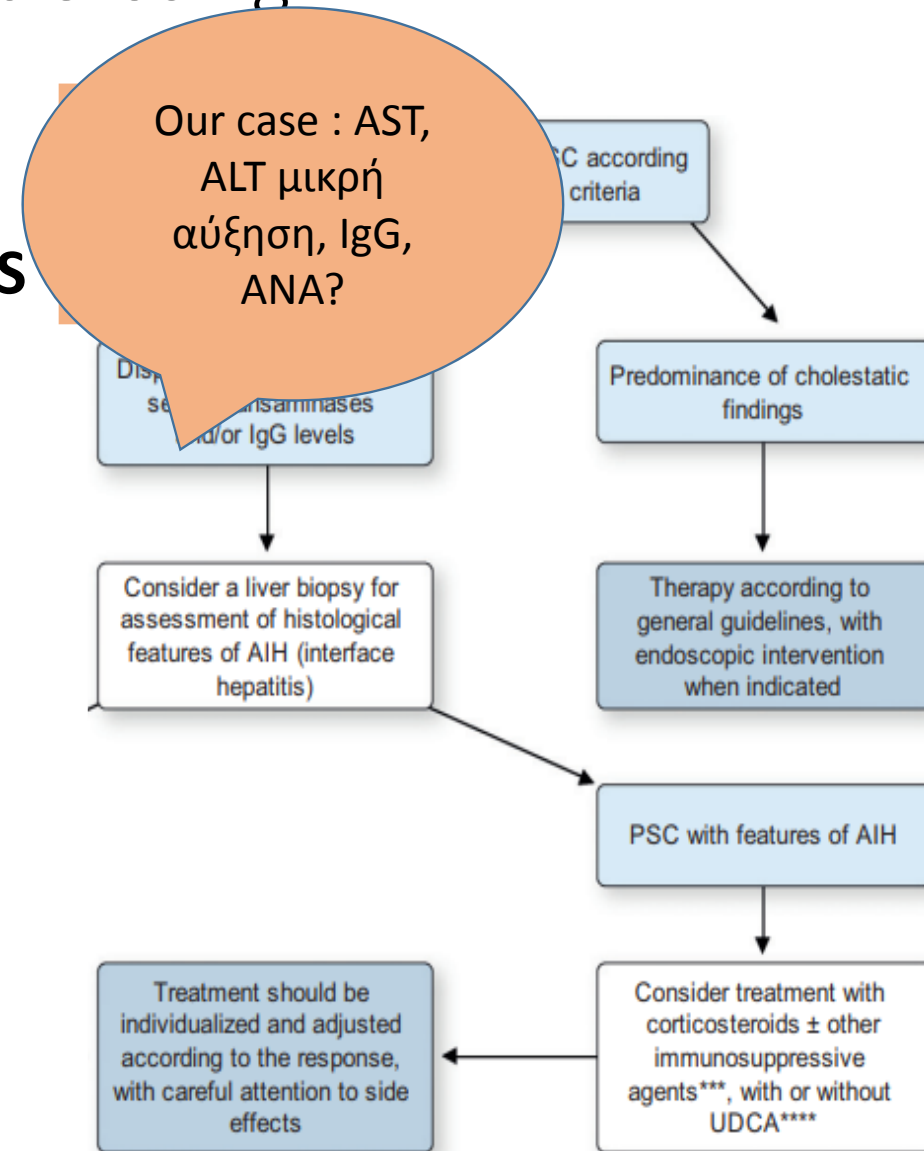 Our case : AST,
ALT μικρή
αύξηση, IgG,
ANA?
SC according
criteria
s
and/or IgG levels
Predominance of cholestatic
findings
Consider a liver biopsy for
assessment of histological
features of AIH (interface
hepatitis)
Therapy according to
general guidelines, with
endoscopic intervention
when indicated
PSC with features of AIH
Treatment should be
individualized and adjusted
according to the response,
with careful attention to side
effects
Consider treatment with
corticosteroids ± other
immunosuppressive
agents***, with or without
UDCA****